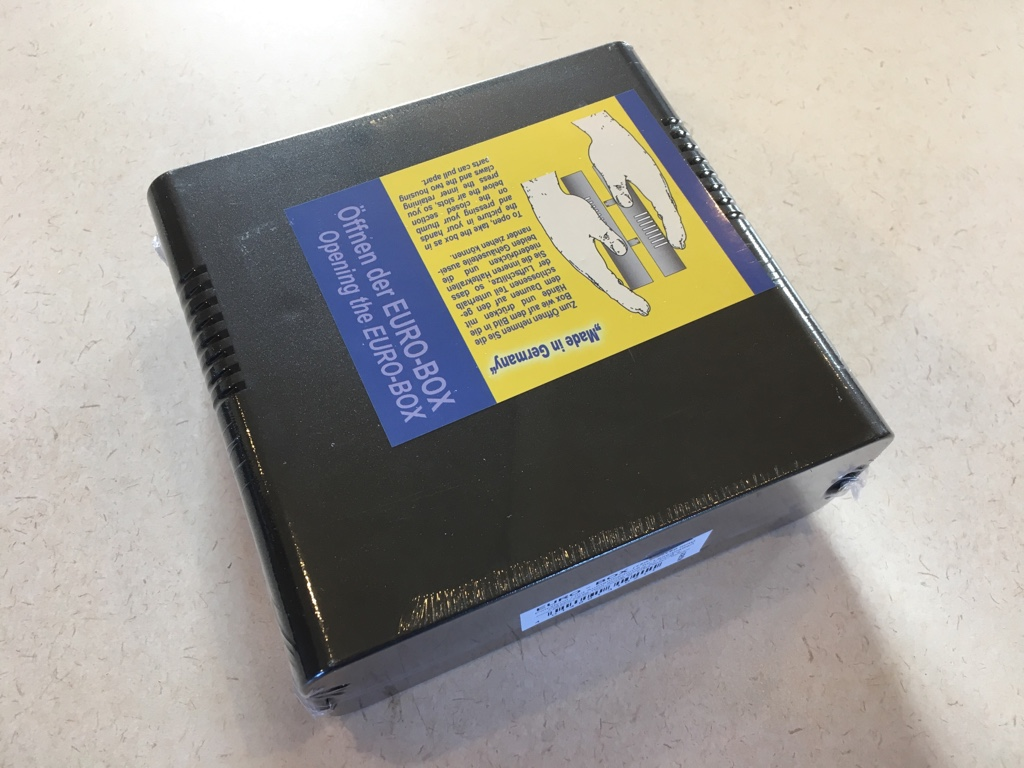 Öffnen der EURO-BOX
Opening the EURO-BOX
„Made in Germany“
Zum Öffnen nehmen Sie die
Box wie auf dem Bild in die
Hände und drücken mit
dem Daumen auf den ge-
schlossenen Teil unterhalb
der Luftschlitze, so dass
Sie die inneren Haltekrallen
niederdrücken und die
beiden Gehäuseteile ausei-
nander ziehen können.
To open, take the box as in
the picture in your hands
and pressing in your thumb
on the closed section
below the air slots, so you
press the inner retaining
claws and the two housing
parts can pull apart.
EURO BOX